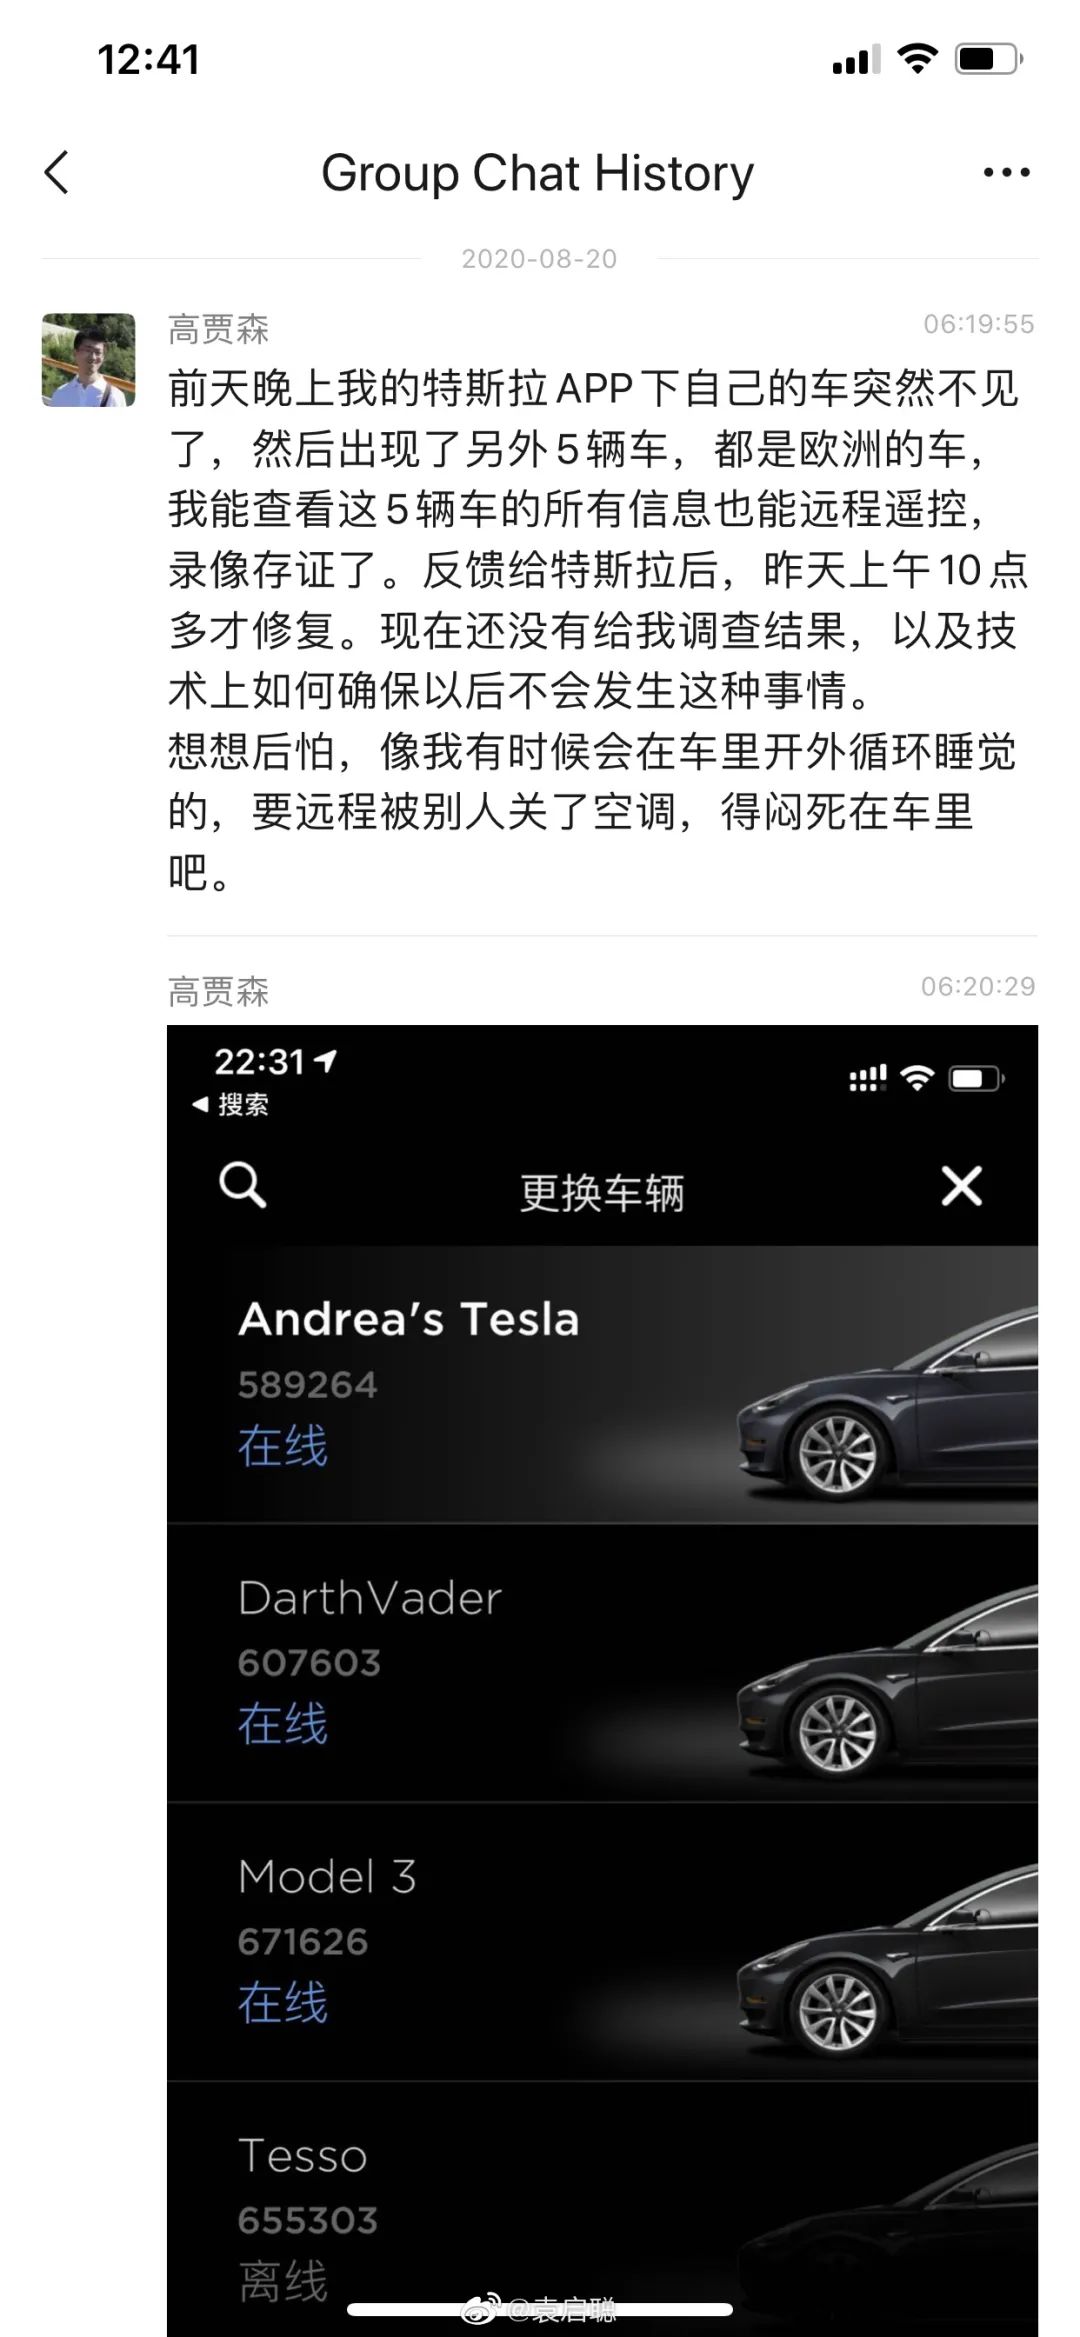 12:41
Group Chat History
2020-08-20
高贾森
06:19:55
前天晚上我的特斯拉APP下自己的车突然不见
了，然后出现了另外5辆车，都是欧洲的车，
我能查看这5辆车的所有信息也能远程遥控，
录像存证了。反馈给特斯拉后，昨天上午10点
多才修复。现在还没有给我调查结果，以及技
术上如何确保以后不会发生这种事情。
想想后怕，像我有时候会在车里开外循环睡觉
的，要远程被别人关了空调，得闷死在车里
吧。
高贾森
06:20:29
22:31
搜索
更换车辆
Andrea's Tesla
589264
在线
DarthVader
607603
在线
Model 3
671626
在线
Tesso
655303
离线
@袁启聪